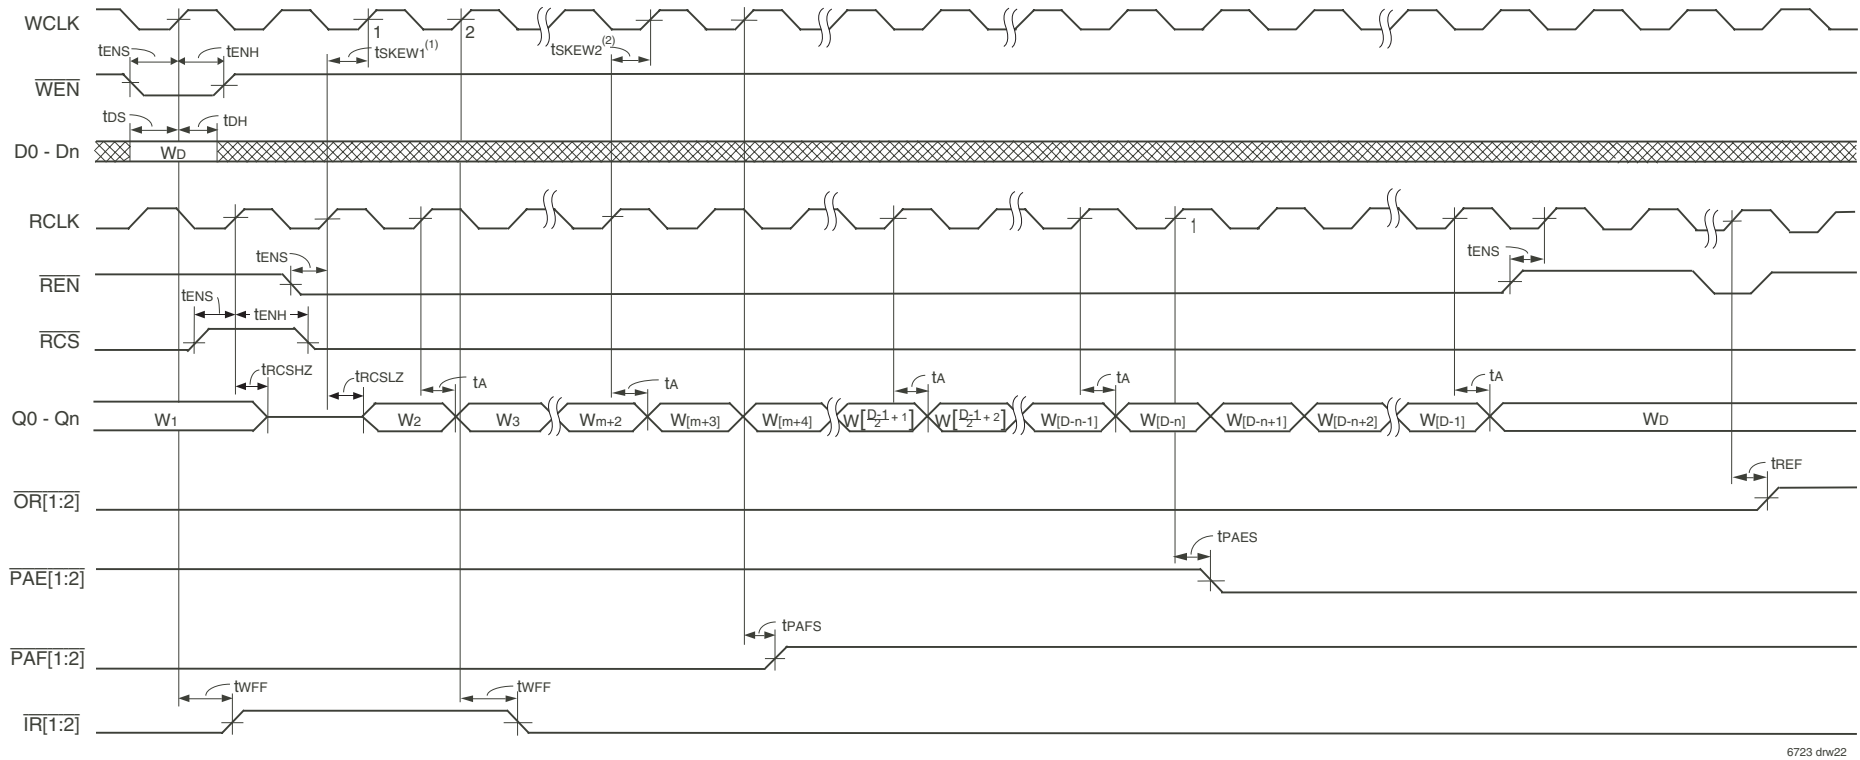 WCLK
1
2
tENS
tENH
tSKEW1(1)
tSKEW2(2)
WEN
tDS
tDH
D0 - Dn
WD
RCLK
1
tENS
tENS
REN
tENS
tENH
RCS
tRCSHZ
tRCSLZ
tA
tA
tA
tA
tA
Q0 - Qn
W1
W2
W3
Wm+2
W[m+3]
W[m+4]
W[D-1/2 + 1]
W[D-1/2 + 2]
W[D-n-1]
W[D-n]
W[D-n+1]
W[D-n+2]
W[D-1]
WD
tREF
OR[1:2]
tPAES
PAE[1:2]
tPAFS
PAF[1:2]
tWFF
tWFF
IR[1:2]
6723 drw22